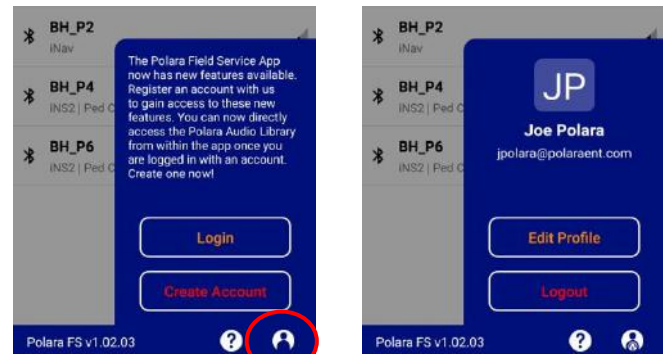 BH_P2
iNav
BH_P4
iNS2 | Ped C
BH_P6
iNS2 | Ped C
The Polara Field Service App
now has new features available.
Register an account with us
to gain access to these new
features. You can now directly
access the Polara Audio Library
from within the app once you
are logged in with an account.
Create one now!
Login
Create Account
Polara FS v1.02.03
?
BH_P2
iNav
BH_P4
iNS2 | Ped C
BH_P6
iNS2 | Ped C
JP
Joe Polara
jpolara@polaraent.com
Edit Profile
Logout
Polara FS v1.02.03
?